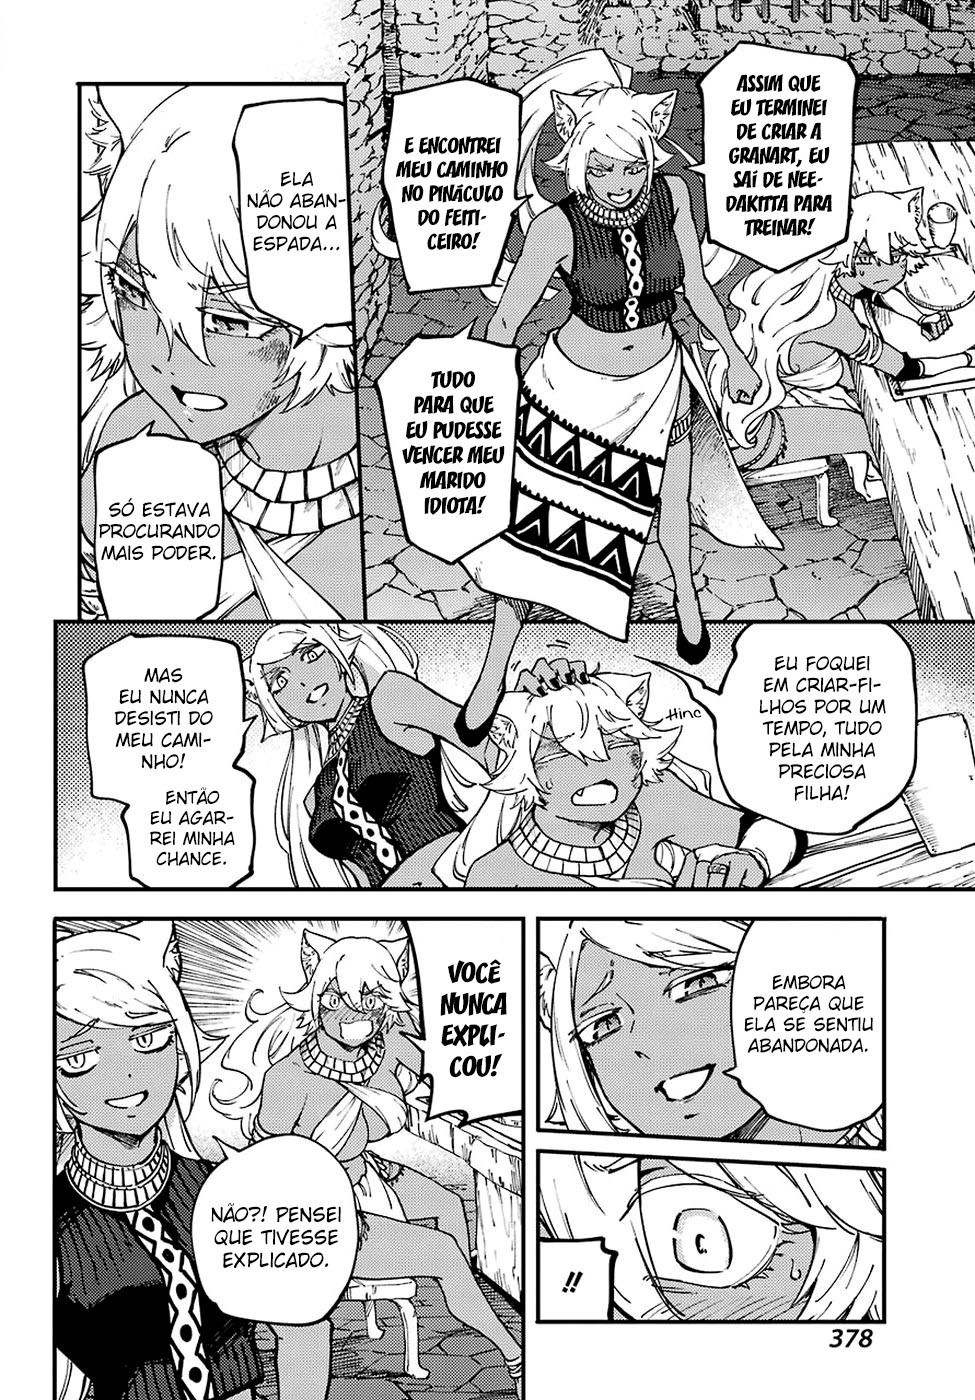 ASSIM QUE
EU TERMINEI
DE CRIAR A
GRANART, EU
SAÍ DE NEE-
DAKITTA PARA
TREINAR!
E ENCONTREI
MEU CAMINHO
NO PINÁCULO
DO FEITI-
CEIRO!
TUDO
PARA QUE
EU PUDESSE
VENCER MEU
MARIDO
IDIOTA!
ELA
NÃO ABAN-
DONOU A
ESPADA...
SÓ ESTAVA
PROCURANDO
MAIS PODER.
EU FOQUEI
EM CRIAR-FI-
LHOS POR UM
TEMPO, TUDO
PELA MINHA
PRECIOSA
FILHA!
Hinc
MAS
EU NUNCA
DESISTI DO
MEU CAMI-
NHO!
ENTÃO
EU AGAR-
REI MINHA
CHANCE.
EMBORA
PAREÇA QUE
ELA SE SENTIU
ABANDONADA.
!!
VOCÊ
NUNCA
EXPLI-
COU!
NÃO?! PENSEI
QUE TIVESSE
EXPLICADO.
378